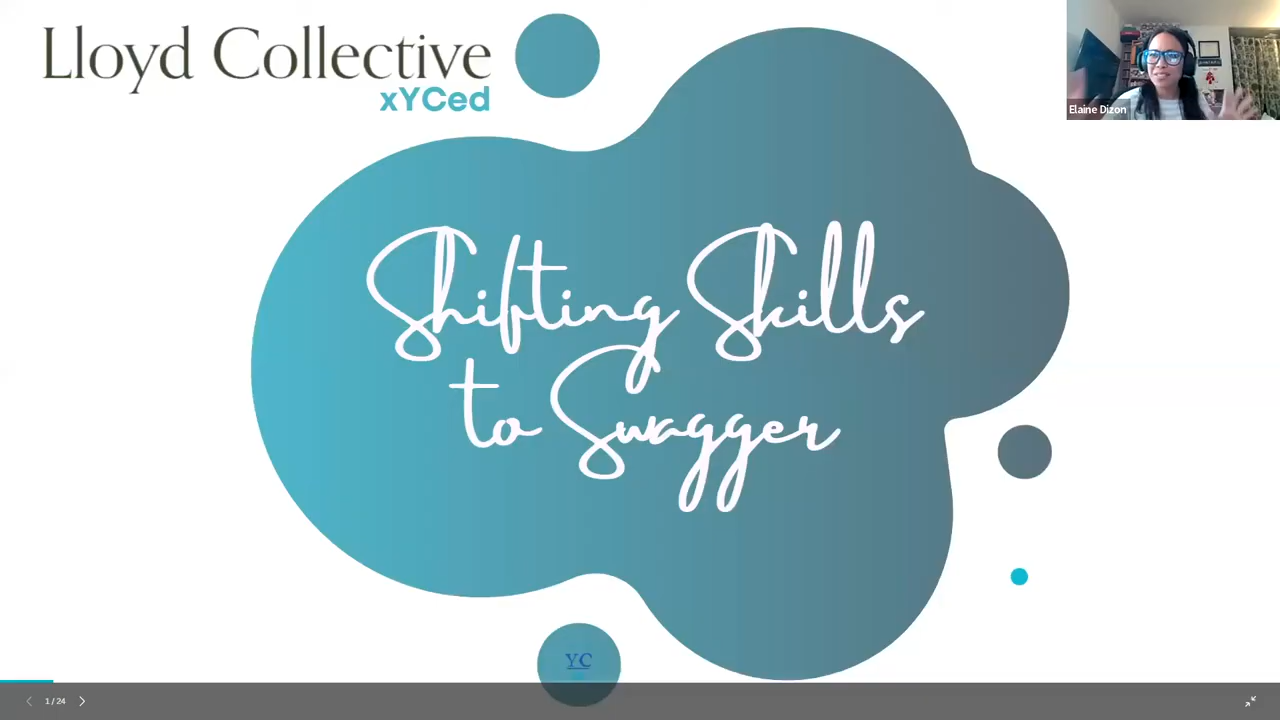 Lloyd Collective
xYCed
Elaine Dizon
Shifting Skills
to Swagger
YC
1 / 24